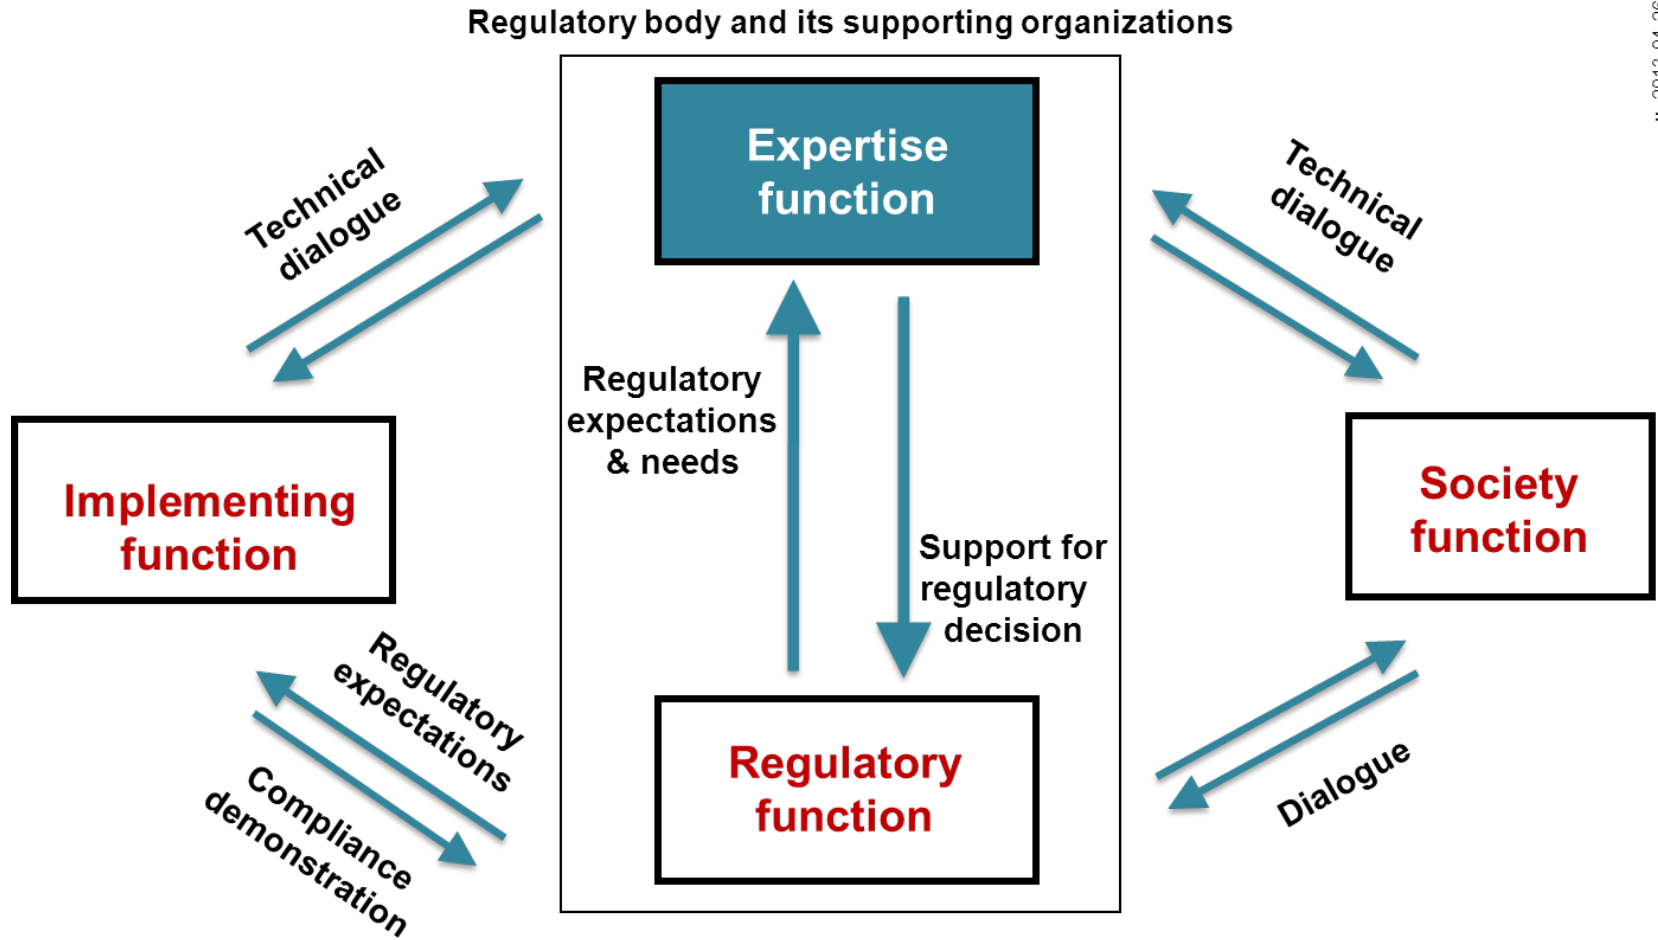 Regulatory body and its supporting organizations
Expertise
function
Technical
dialogue
Technical
dialogue
Regulatory
expectations
& needs
Implementing
function
Society
function
Support for
regulatory
decision
Regulatory
expectations
Compliance
demonstration
Regulatory
function
Dialogue